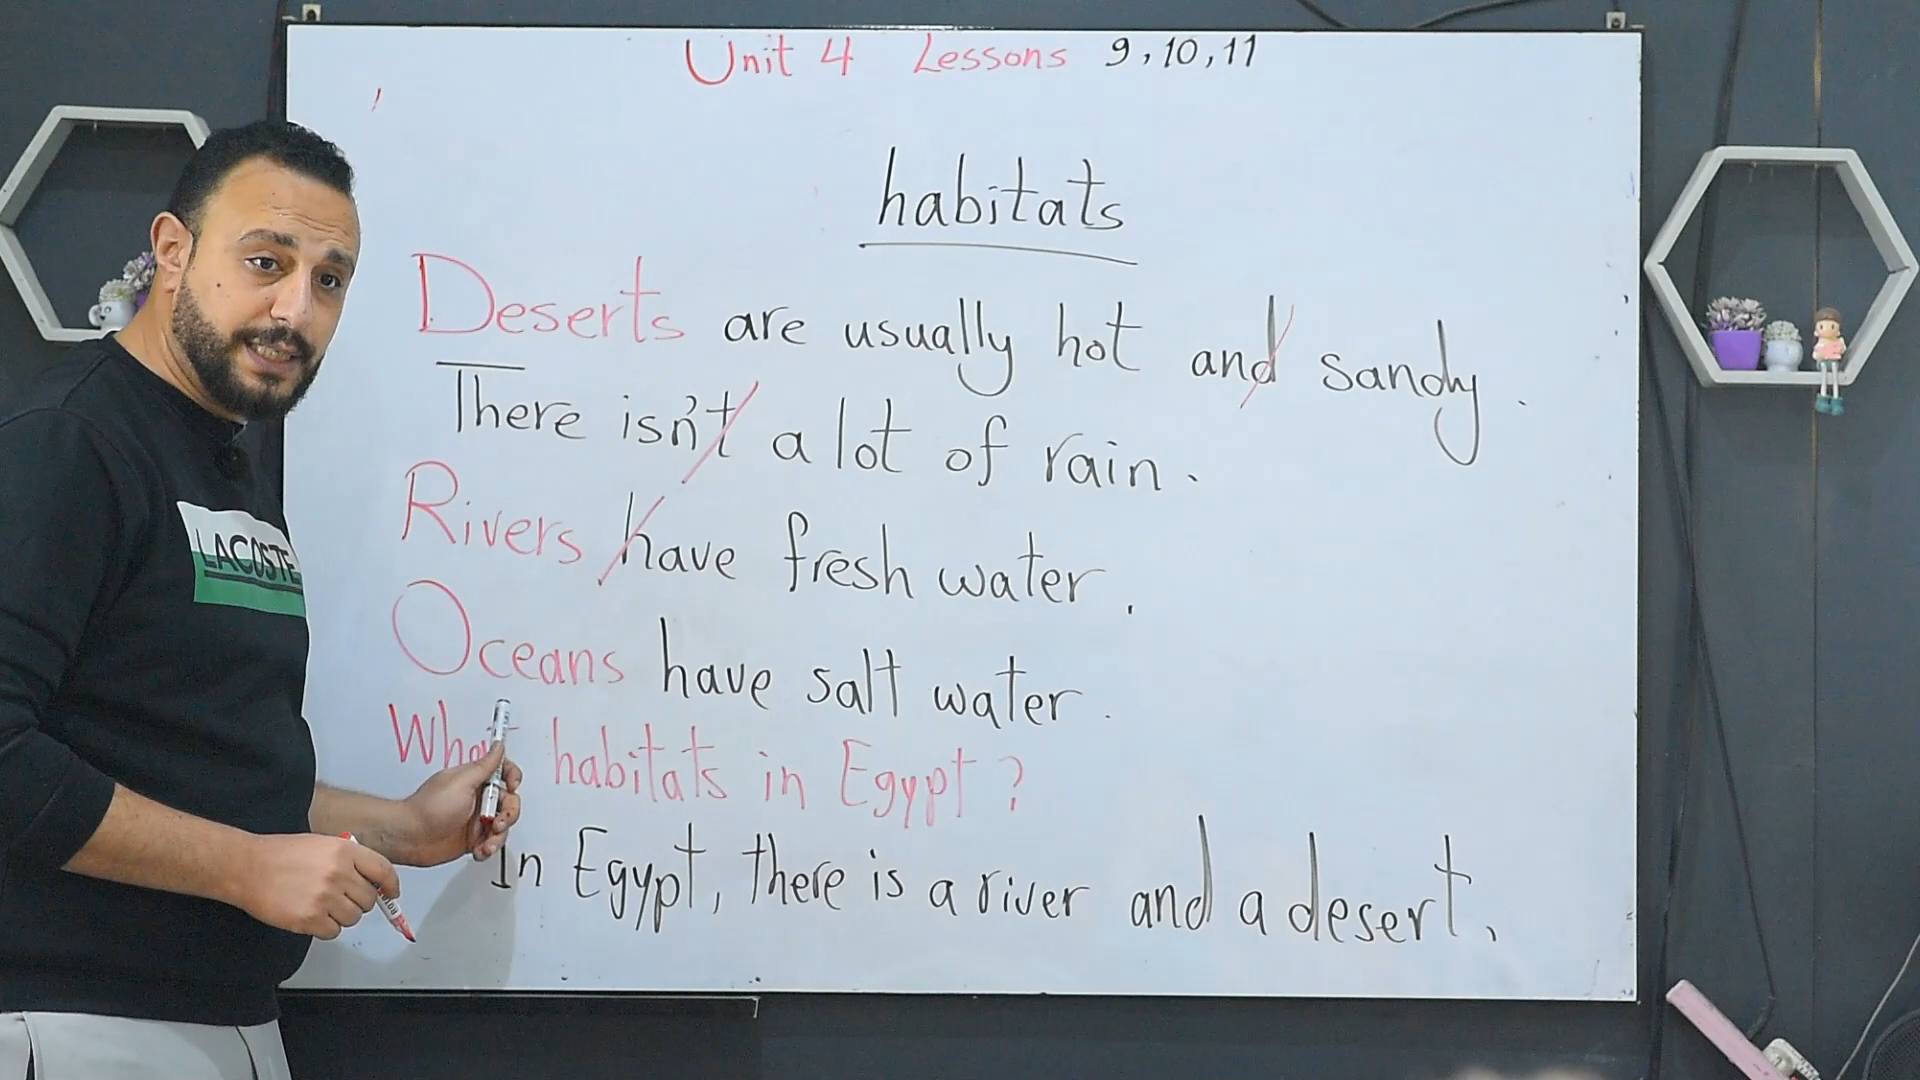 Unit 4 Lessons 9,10,11
habitats
Deserts are usually hot and sandy.
There isn't a lot of rain.
Rivers have fresh water.
Oceans have salt water.
What habitats in Egypt?
In Egypt, there is a river and a desert.
LACOSTE